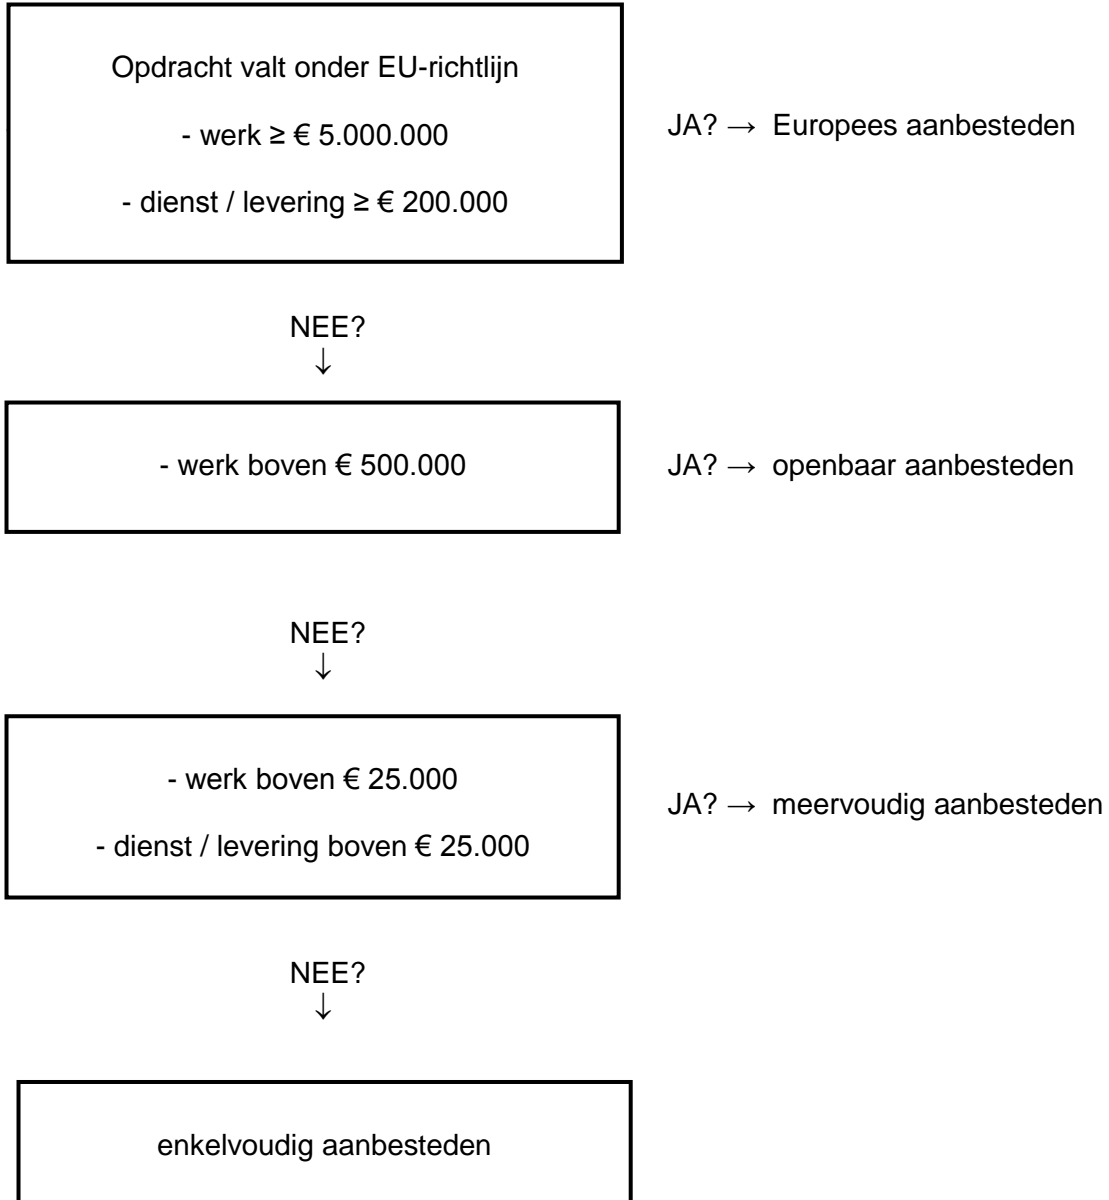 Opdracht valt onder EU-richtlijn
- werk ≥ € 5.000.000
- dienst / levering ≥ € 200.000
JA? → Europees aanbesteden
NEE?
↓
- werk boven € 500.000
JA? → openbaar aanbesteden
NEE?
↓
- werk boven € 25.000
- dienst / levering boven € 25.000
JA? → meervoudig aanbesteden
NEE?
↓
enkelvoudig aanbesteden